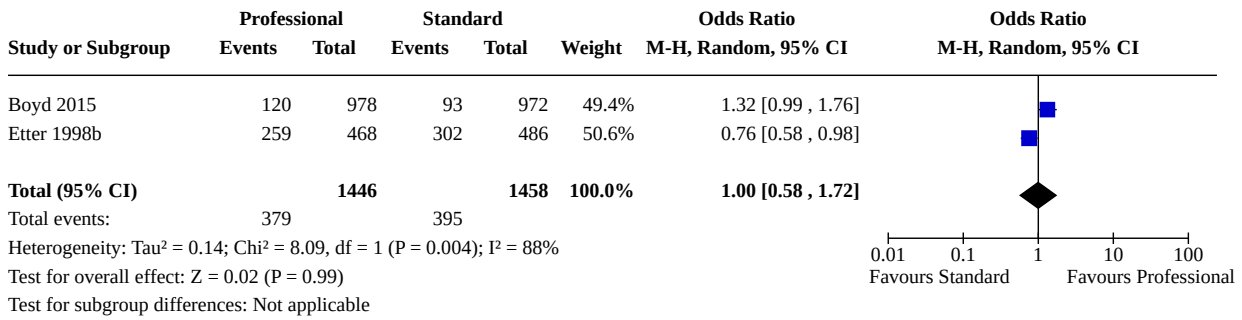 Professional Standard Odds Ratio Odds Ratio
Study or Subgroup Events Total Events Total Weight M-H, Random, 95% CI M-H, Random, 95% CI
Boyd 2015 120 978 93 972 49.4% 1.32 [0.99 , 1.76]
Etter 1998b 259 468 302 486 50.6% 0.76 [0.58 , 0.98]
Total (95% CI) 1446 1458 100.0% 1.00 [0.58 , 1.72]
Total events: 379 395
Heterogeneity: Tau² = 0.14; Chi² = 8.09, df = 1 (P = 0.004); I² = 88%
0.01 0.1 1 10 100
Test for overall effect: Z = 0.02 (P = 0.99)
Favours Standard Favours Professional
Test for subgroup differences: Not applicable